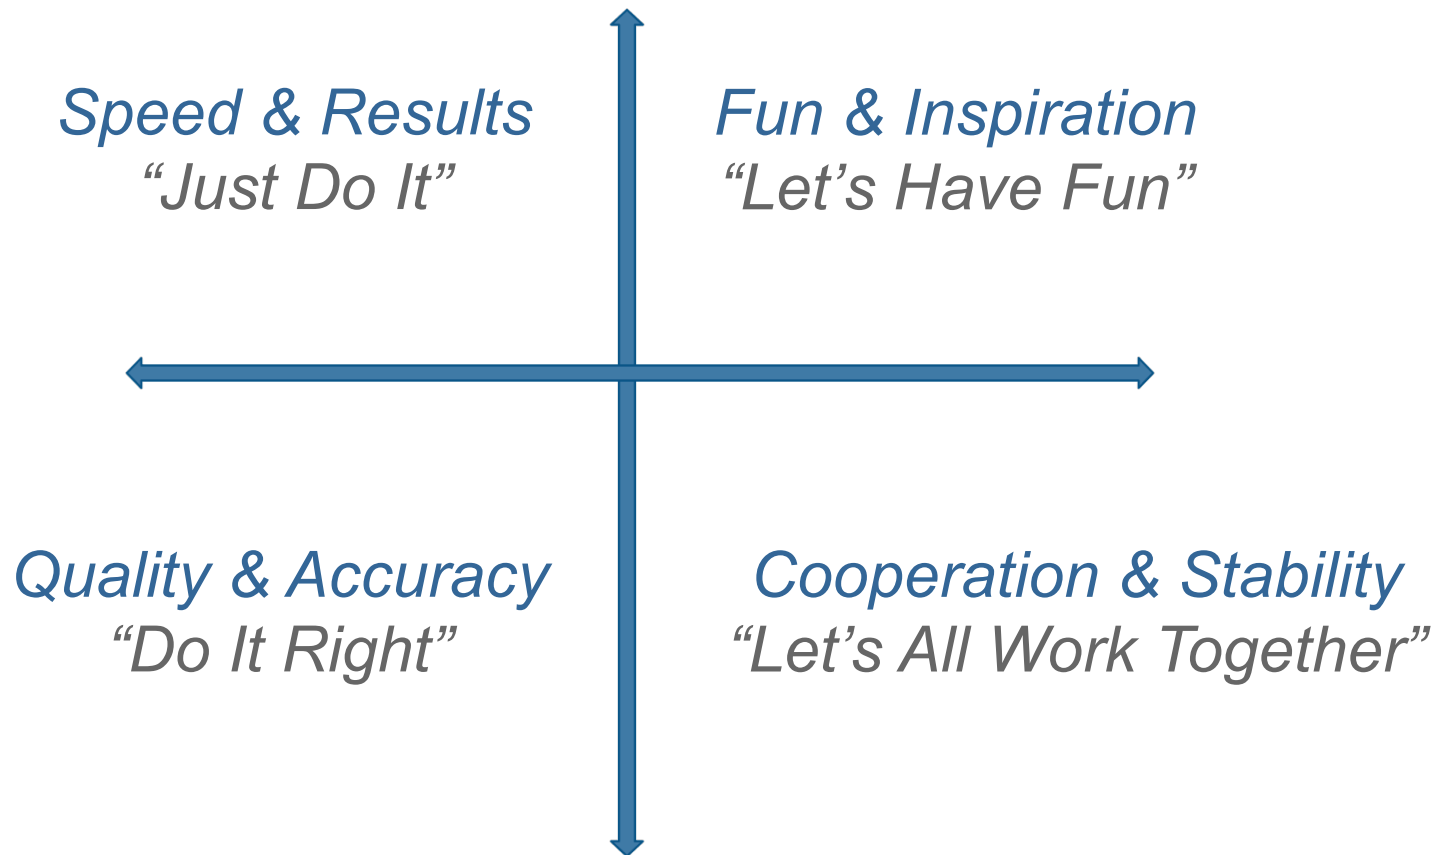 Speed & Results
“Just Do It”
Fun & Inspiration
“Let’s Have Fun”
Quality & Accuracy
“Do It Right”
Cooperation & Stability
“Let’s All Work Together”